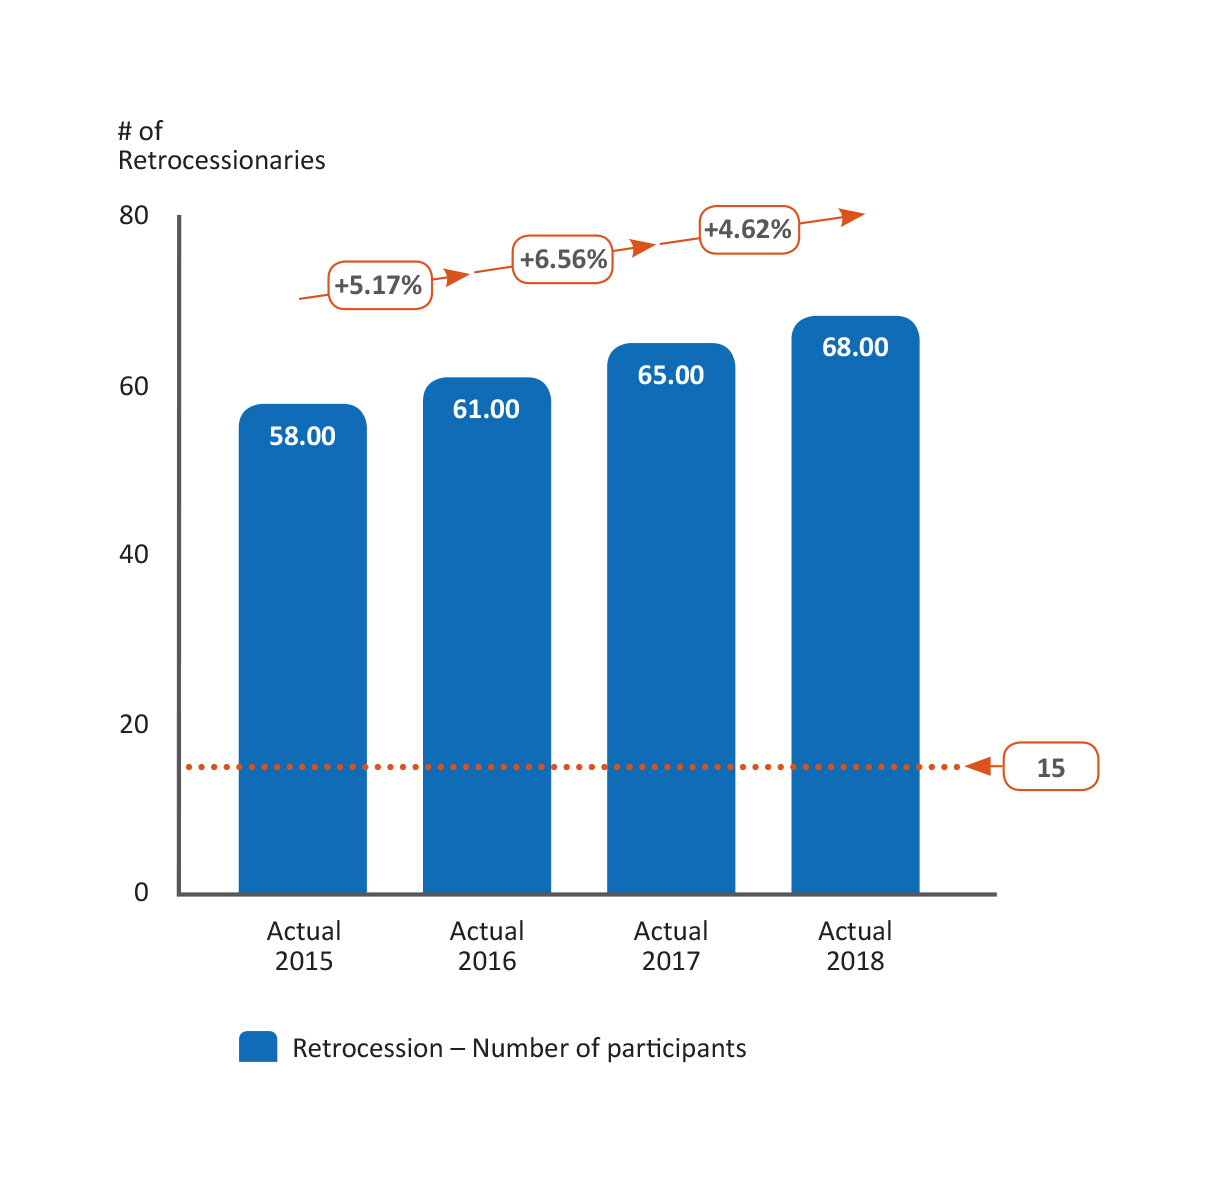 # of
Retrocessionaries
80
60
40
20
0
+5.17%
+6.56%
+4.62%
58.00
61.00
65.00
68.00
15
Actual
2015
Actual
2016
Actual
2017
Actual
2018
Retrocession – Number of participants